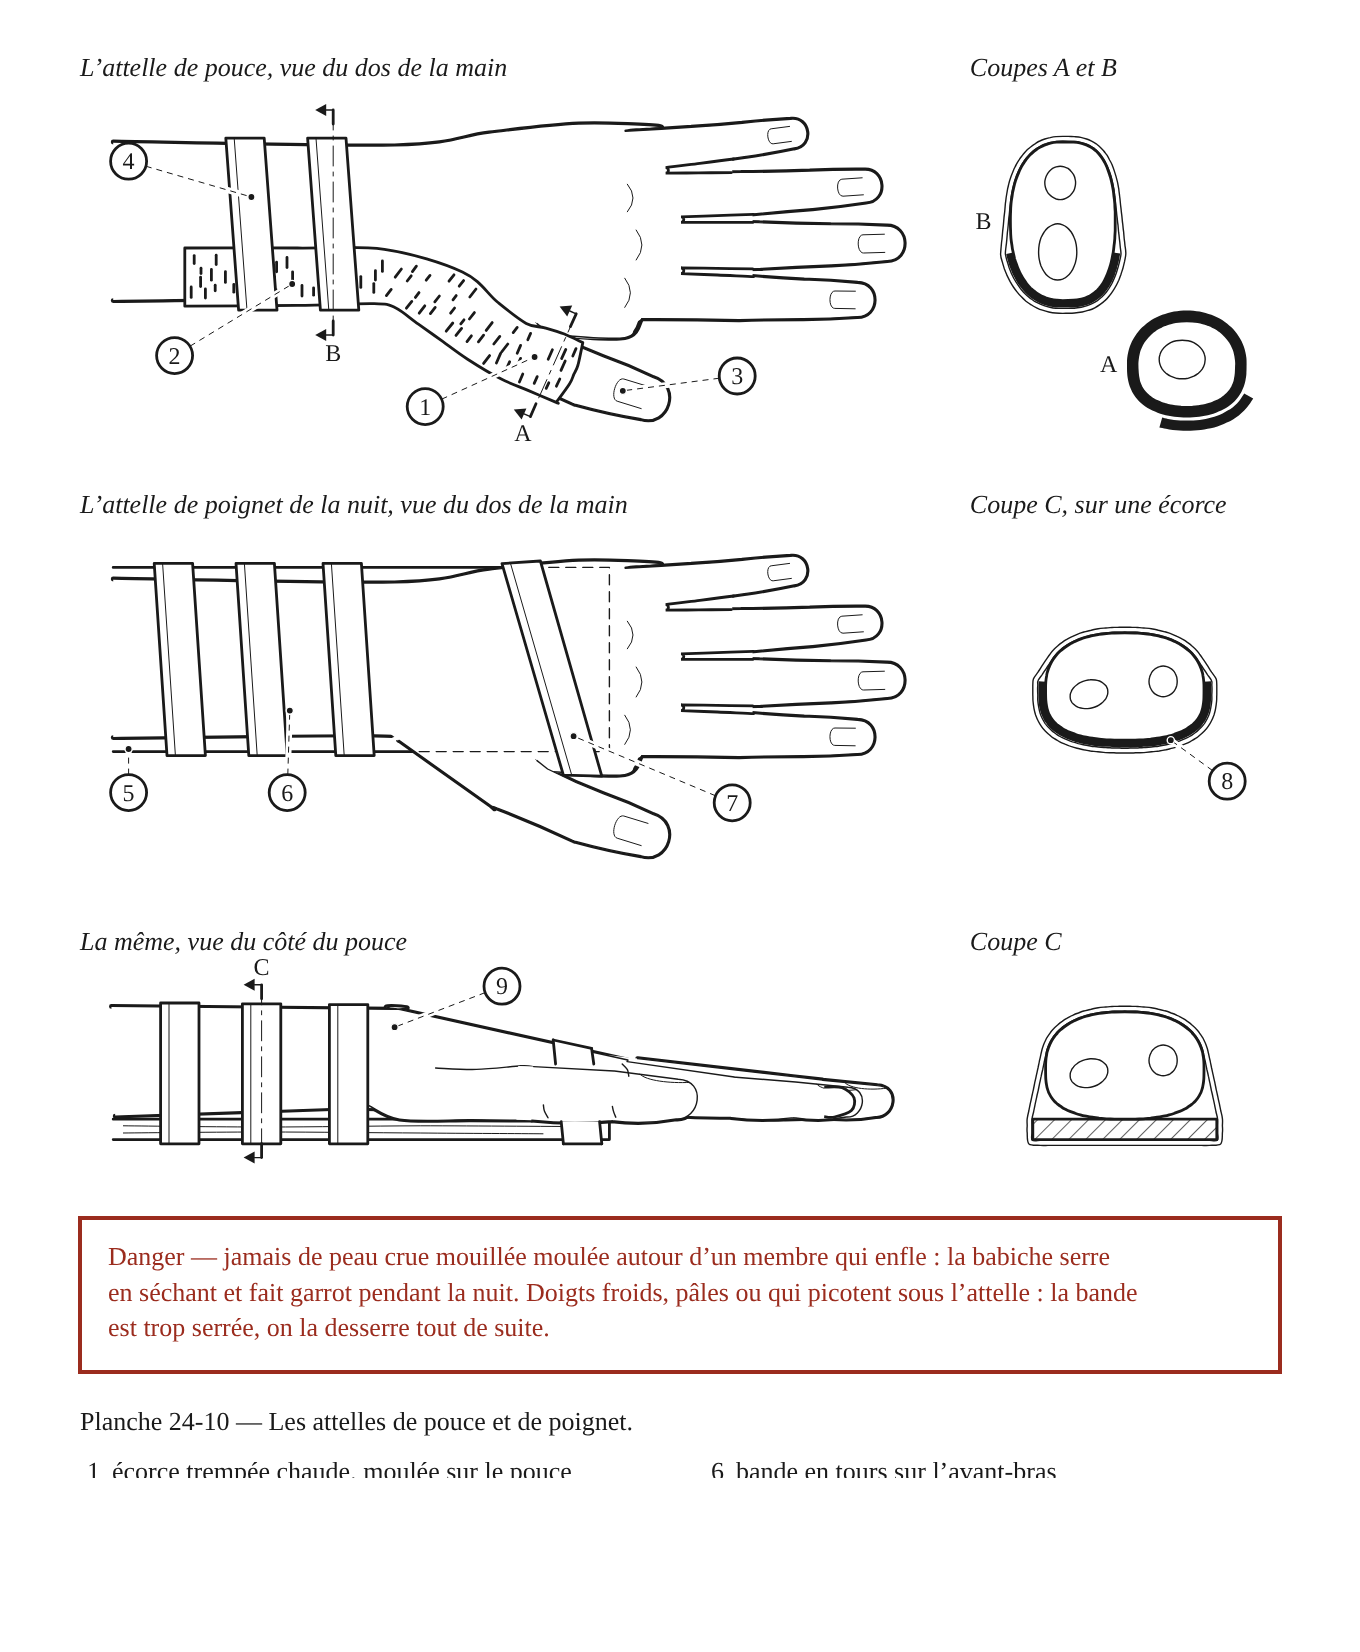 L’attelle de pouce, vue du dos de la main
Coupes A et B
4
B
2
B
1
3
A
A
L’attelle de poignet de la nuit, vue du dos de la main
Coupe C, sur une écorce
5
6
7
8
La même, vue du côté du pouce
Coupe C
C
9
Danger — jamais de peau crue mouillée moulée autour d’un membre qui enfle : la babiche serre
en séchant et fait garrot pendant la nuit. Doigts froids, pâles ou qui picotent sous l’attelle : la bande
est trop serrée, on la desserre tout de suite.
Planche 24-10 — Les attelles de pouce et de poignet.
1 écorce trempée chaude, moulée sur le pouce
6 bande en tours sur l’avant-bras